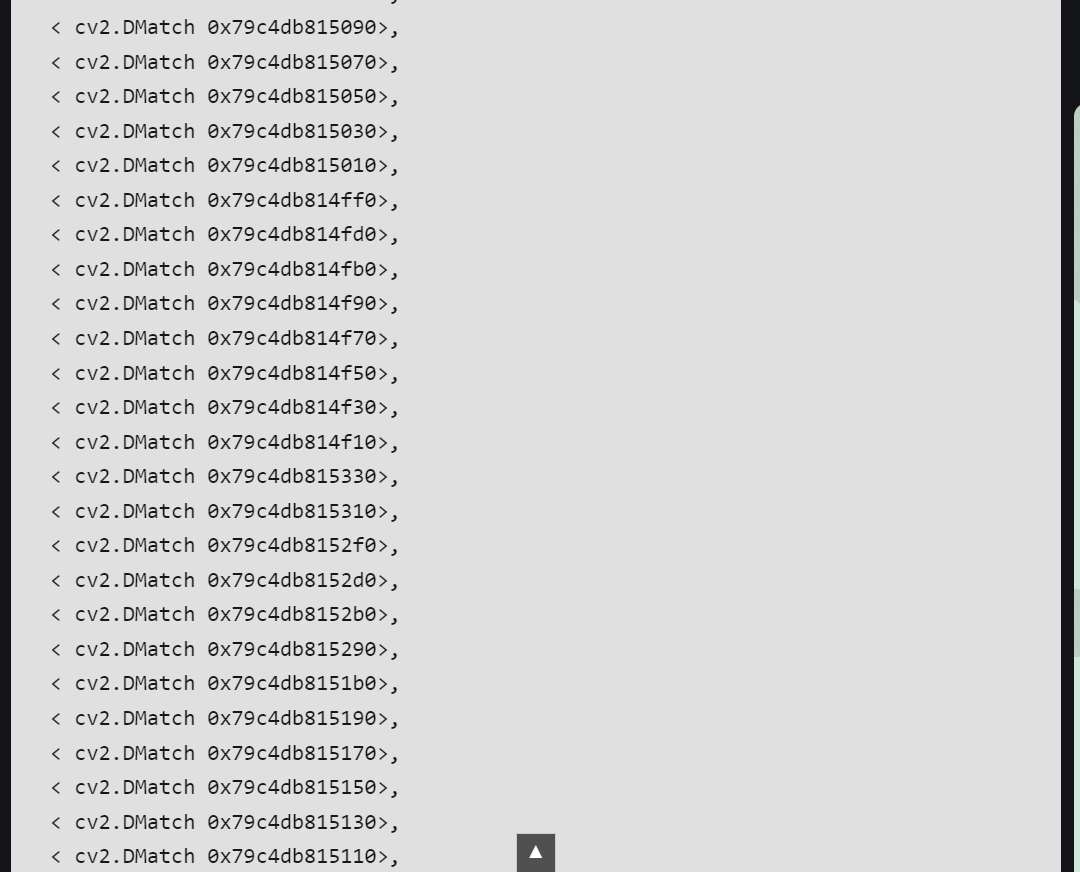 < cv2.DMatch 0x79c4db815090>,
< cv2.DMatch 0x79c4db815070>,
< cv2.DMatch 0x79c4db815050>,
< cv2.DMatch 0x79c4db815030>,
< cv2.DMatch 0x79c4db815010>,
< cv2.DMatch 0x79c4db814ff0>,
< cv2.DMatch 0x79c4db814fd0>,
< cv2.DMatch 0x79c4db814fb0>,
< cv2.DMatch 0x79c4db814f90>,
< cv2.DMatch 0x79c4db814f70>,
< cv2.DMatch 0x79c4db814f50>,
< cv2.DMatch 0x79c4db814f30>,
< cv2.DMatch 0x79c4db814f10>,
< cv2.DMatch 0x79c4db815330>,
< cv2.DMatch 0x79c4db815310>,
< cv2.DMatch 0x79c4db8152f0>,
< cv2.DMatch 0x79c4db8152d0>,
< cv2.DMatch 0x79c4db8152b0>,
< cv2.DMatch 0x79c4db815290>,
< cv2.DMatch 0x79c4db8151b0>,
< cv2.DMatch 0x79c4db815190>,
< cv2.DMatch 0x79c4db815170>,
< cv2.DMatch 0x79c4db815150>,
< cv2.DMatch 0x79c4db815130>,
< cv2.DMatch 0x79c4db815110>,